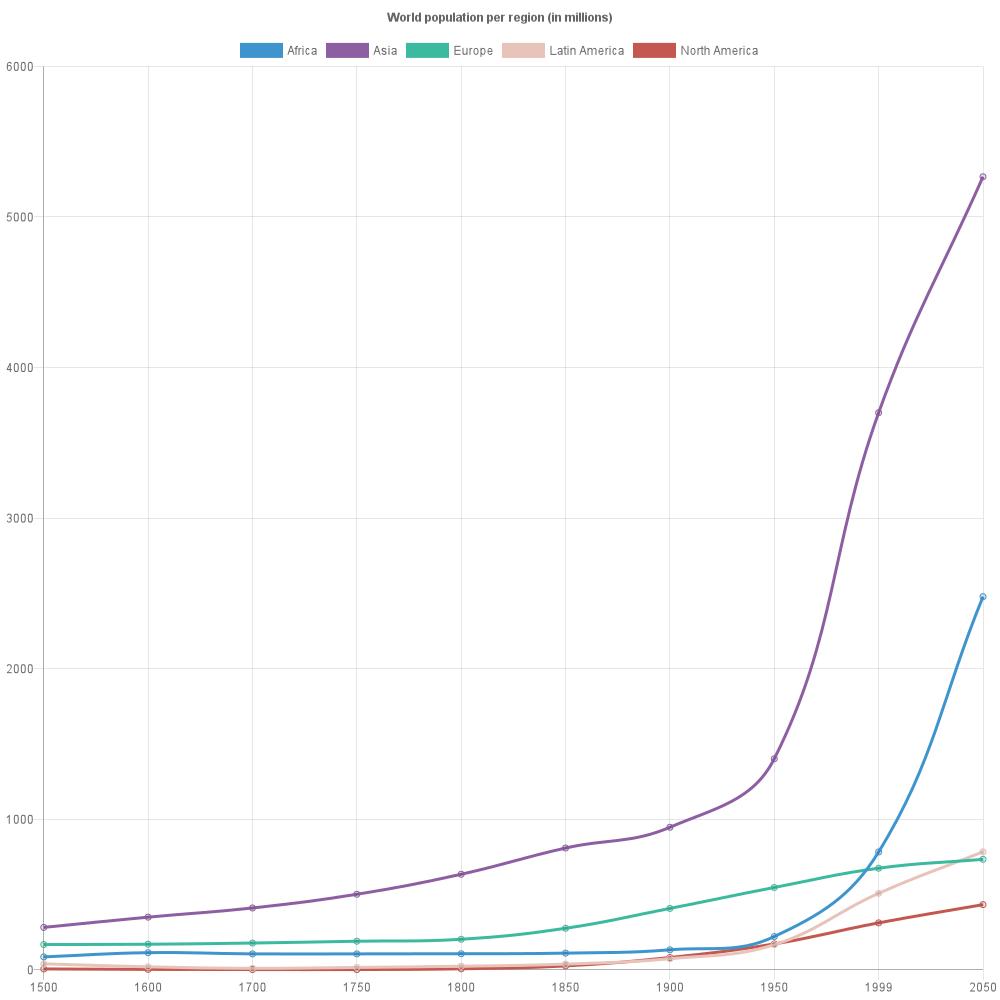 World population per region (in millions)
Africa Asia Europe Latin America North America
6000
5000
4000
3000
2000
1000
0
1500 1600 1700 1750 1800 1850 1900 1950 1999 2050